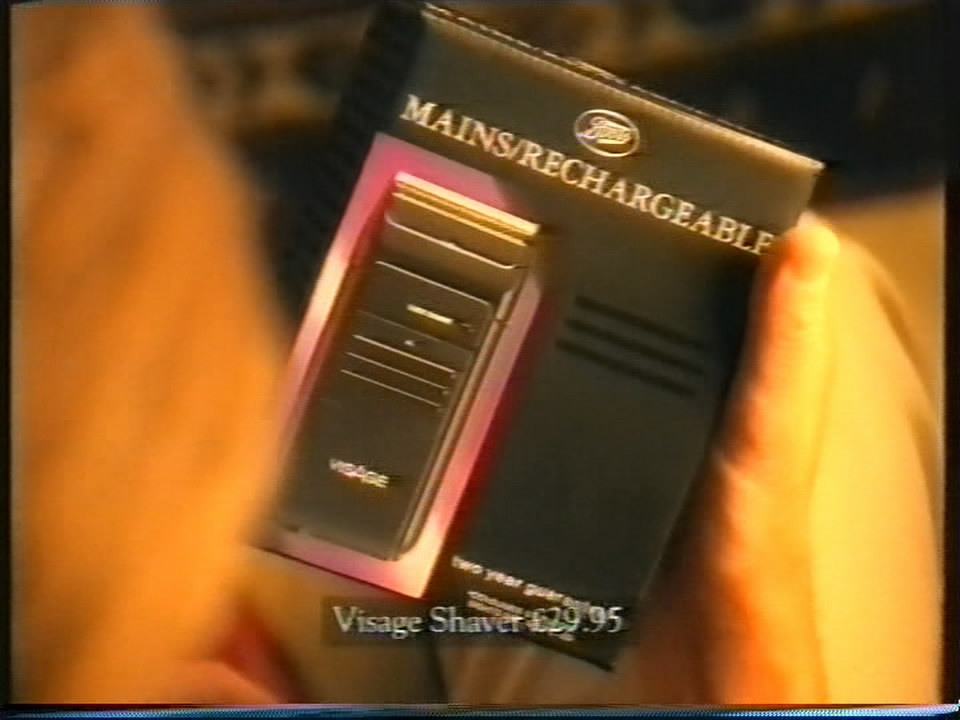 Boots
MAINS/RECHARGEABLE
VISAGE
two year guarantee
Visage Shaver £29.95